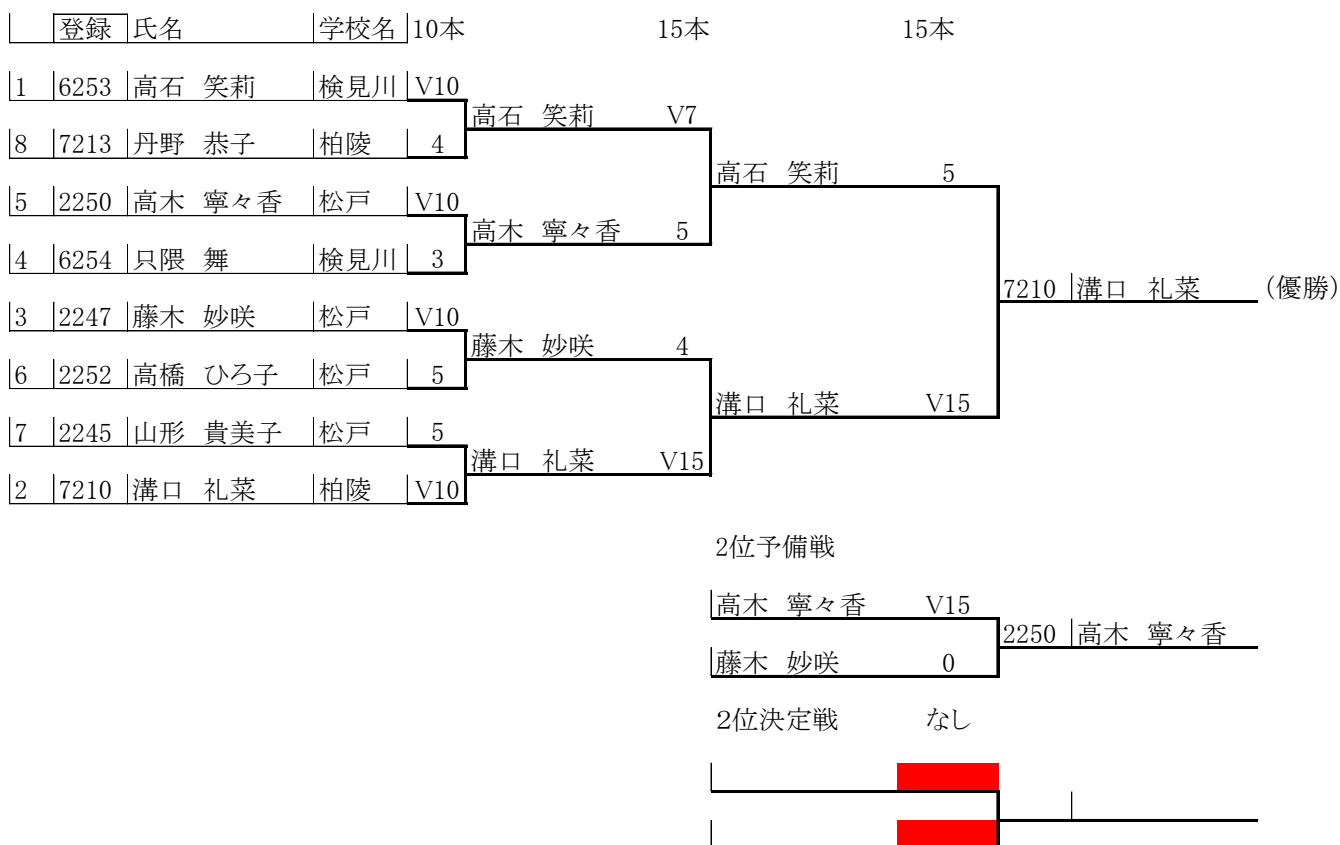 登録 氏名 学校名 10本 15本 15本
1 6253 高石 笑莉 検見川 V10
高石 笑莉 V7
8 7213 丹野 恭子 柏陵 4
高石 笑莉 5
5 2250 高木 寧々香 松戸 V10
高木 寧々香 5
4 6254 只隈 舞 検見川 3
7210 溝口 礼菜 (優勝)
3 2247 藤木 妙咲 松戸 V10
藤木 妙咲 4
6 2252 高橋 ひろ子 松戸 5
溝口 礼菜 V15
7 2245 山形 貴美子 松戸 5
溝口 礼菜 V15
2 7210 溝口 礼菜 柏陵 V10
2位予備戦
高木 寧々香 V15
2250 高木 寧々香
藤木 妙咲 0
2位決定戦 なし